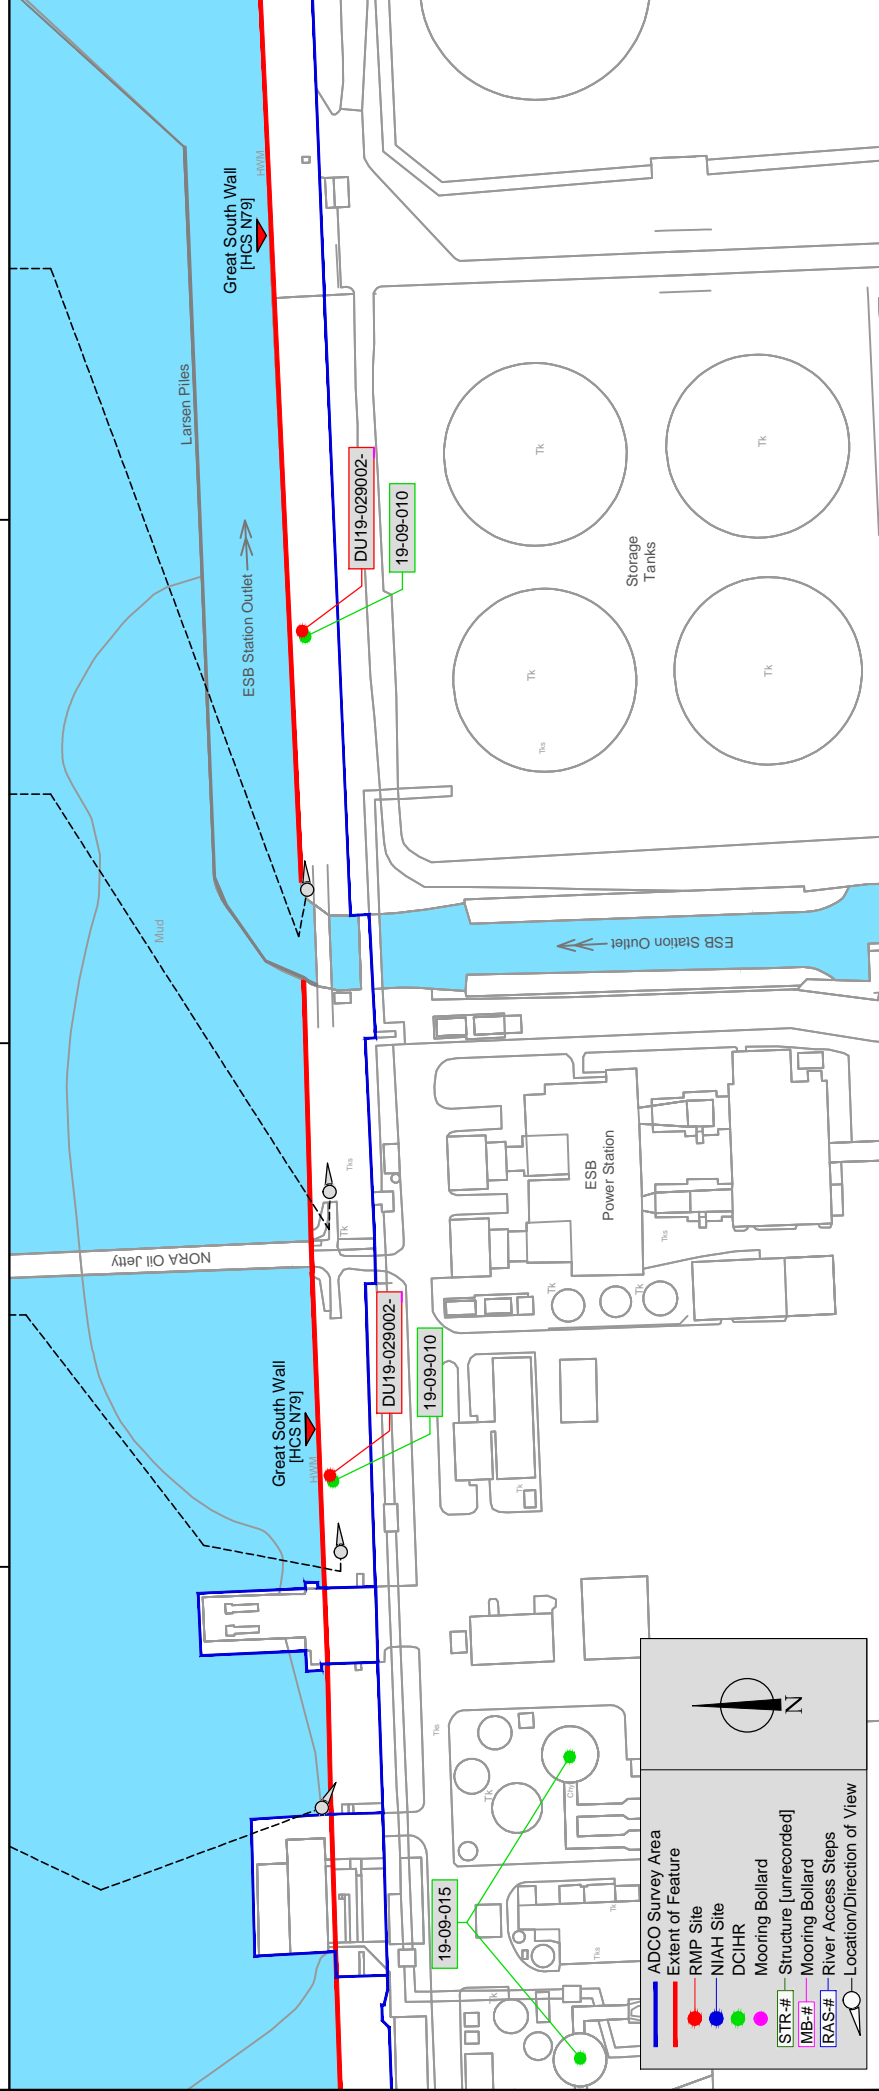 HWM
Great South Wall
[HCS N79]
Larsen Piles
DU19-029002-
19-09-010
ESB Station Outlet
Tk
Tk
Storage
Tanks
Tk
Tk
Tks
Mud
ESB Station Outlet
Tks
Tk
NORA Oil Jetty
ESB
Power Station
Tks
Tk
Tk
DU19-029002-
19-09-010
Great South Wall
[HCS N79]
HWM
Tk
Tks
Tk
Chy
19-09-015
Tk
Tks
Tk
N
ADCO Survey Area
Extent of Feature
RMP Site
NIAH Site
DCIHR
Mooring Bollard
STR-# Structure [unrecorded]
MB-# Mooring Bollard
RAS-# River Access Steps
Location/Direction of View